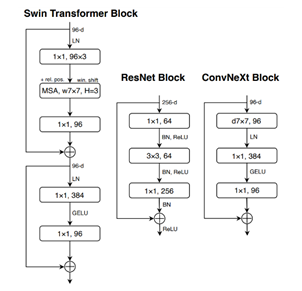 Swin Transformer Block
96-d
LN
1×1, 96×3
+ rel. pos. win. shift
MSA, w7×7, H=3
1×1, 96
+
96-d
LN
1×1, 384
GELU
1×1, 96
+
ResNet Block
256-d
1×1, 64
BN, ReLU
3×3, 64
BN, ReLU
1×1, 256
BN
+
ReLU
ConvNeXt Block
96-d
d7×7, 96
LN
1×1, 384
GELU
1×1, 96
+